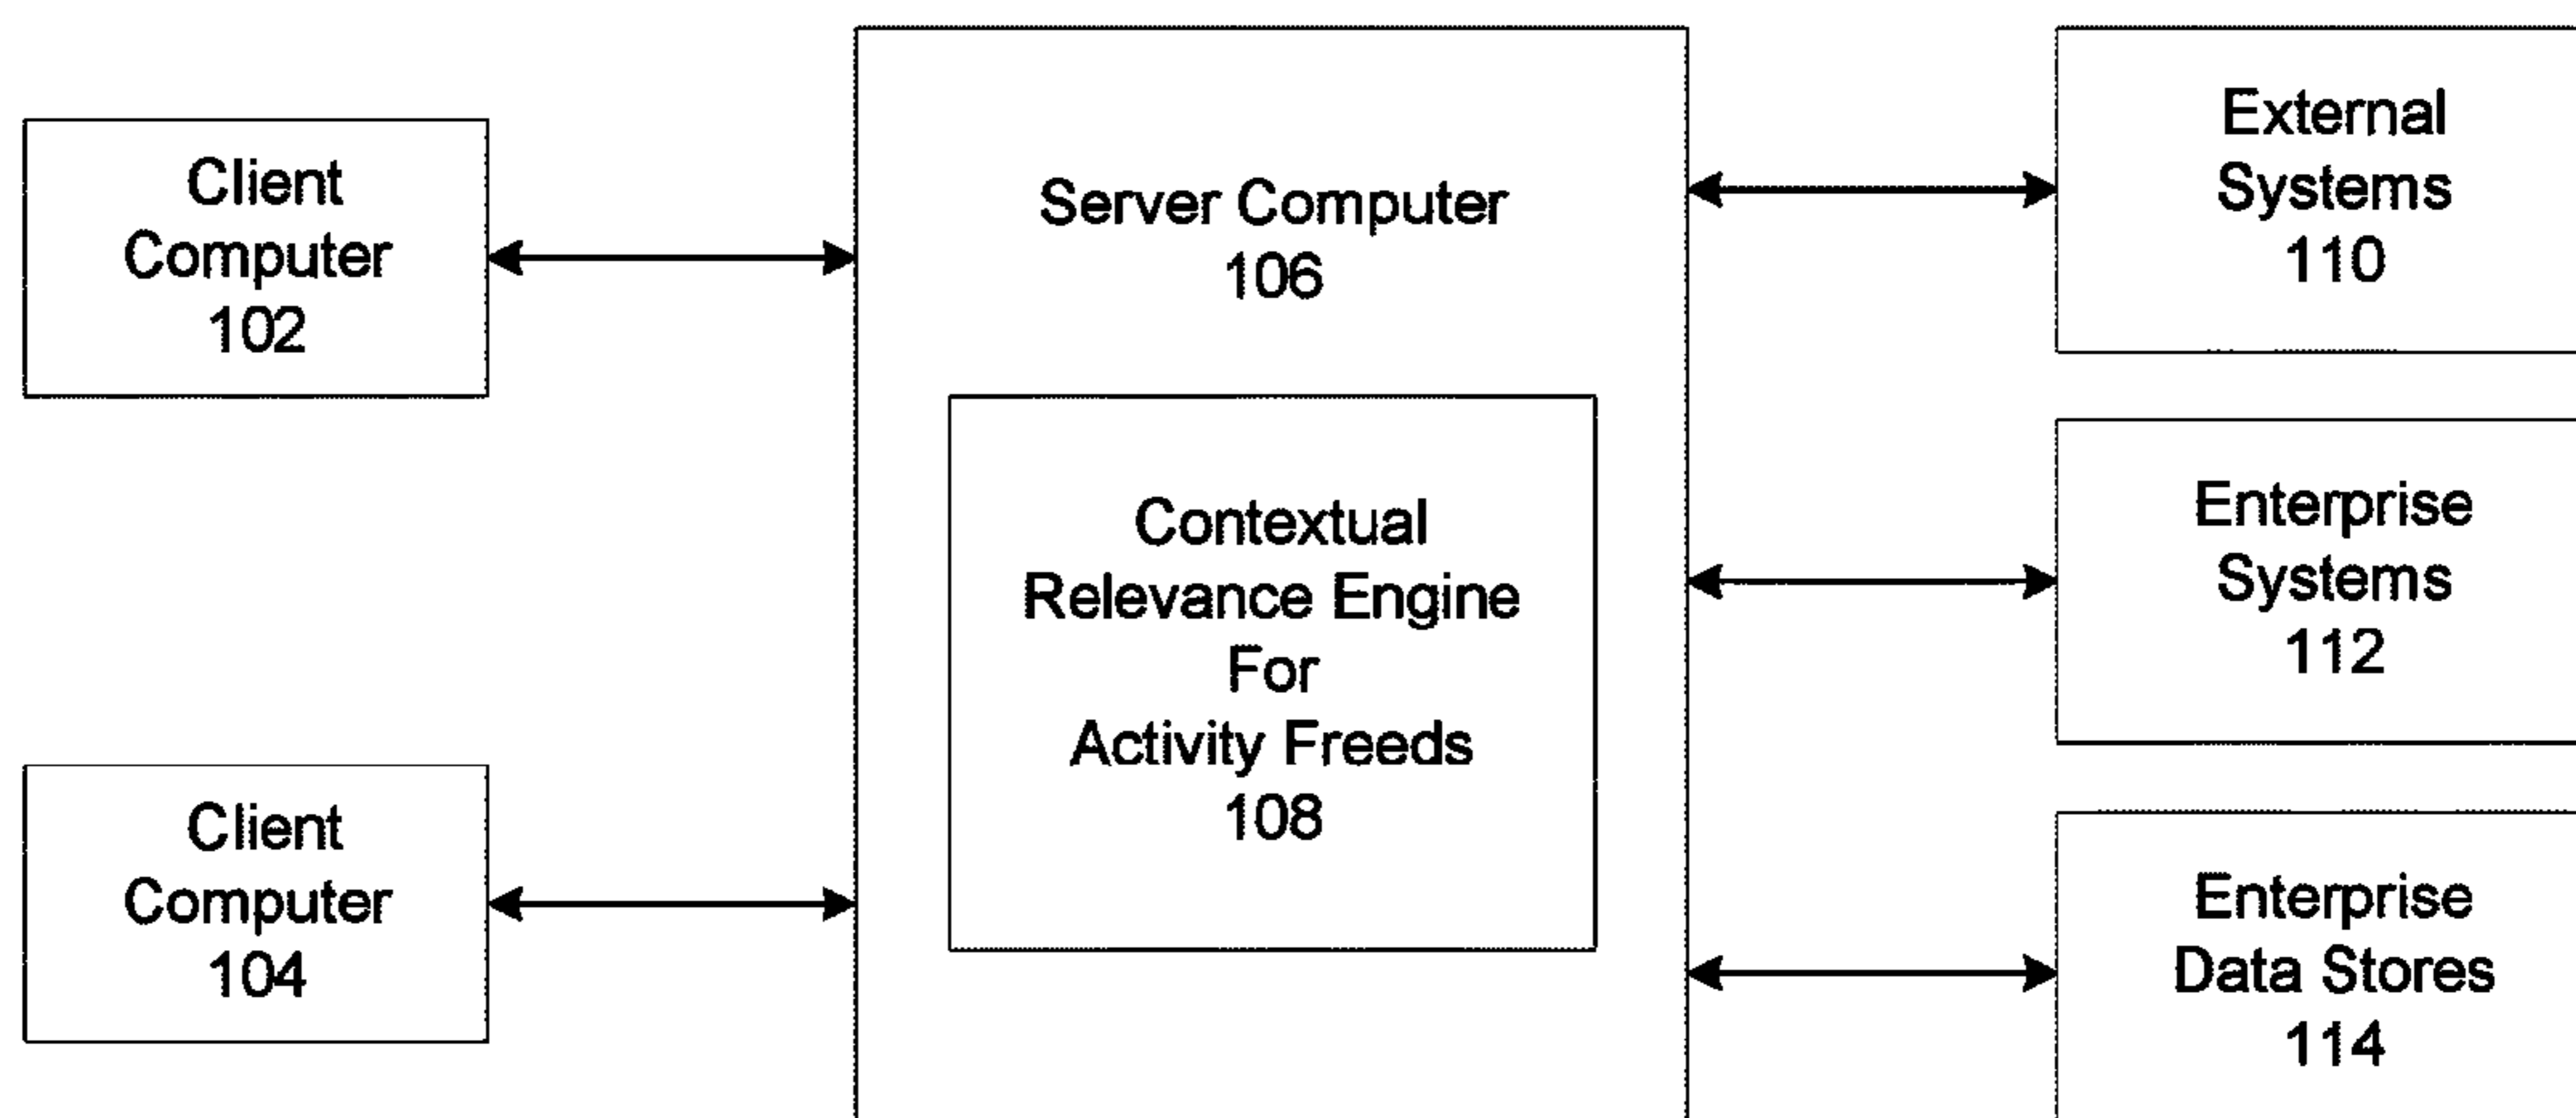 Client
Computer
102
Client
Computer
104
Server Computer
106
Contextual
Relevance Engine
For
Activity Freeds
108
External
Systems
110
Enterprise
Systems
112
Enterprise
Data Stores
114